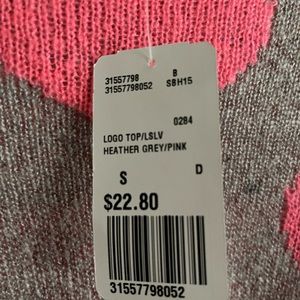 31557798 B
31557798052 SBH15
0284
LOGO TOP/LSLV
HEATHER GREY/PINK
S D
$22.80
31557798052